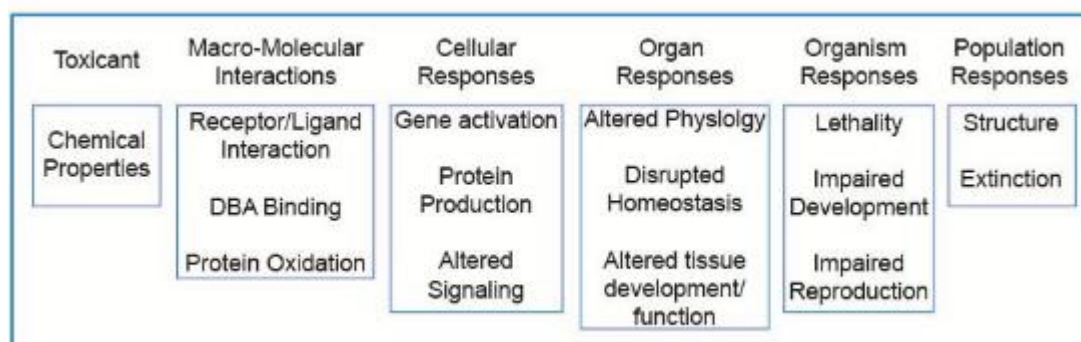 Toxicant
Chemical
Properties
Macro-Molecular
Interactions
Receptor/Ligand
Interaction
DBA Binding
Protein Oxidation
Cellular
Responses
Gene activation
Protein
Production
Altered
Signaling
Organ
Responses
Altered Physiolgy
Disrupted
Homeostasis
Altered tissue
development/
function
Organism
Responses
Lethality
Impaired
Development
Impaired
Reproduction
Population
Responses
Structure
Extinction